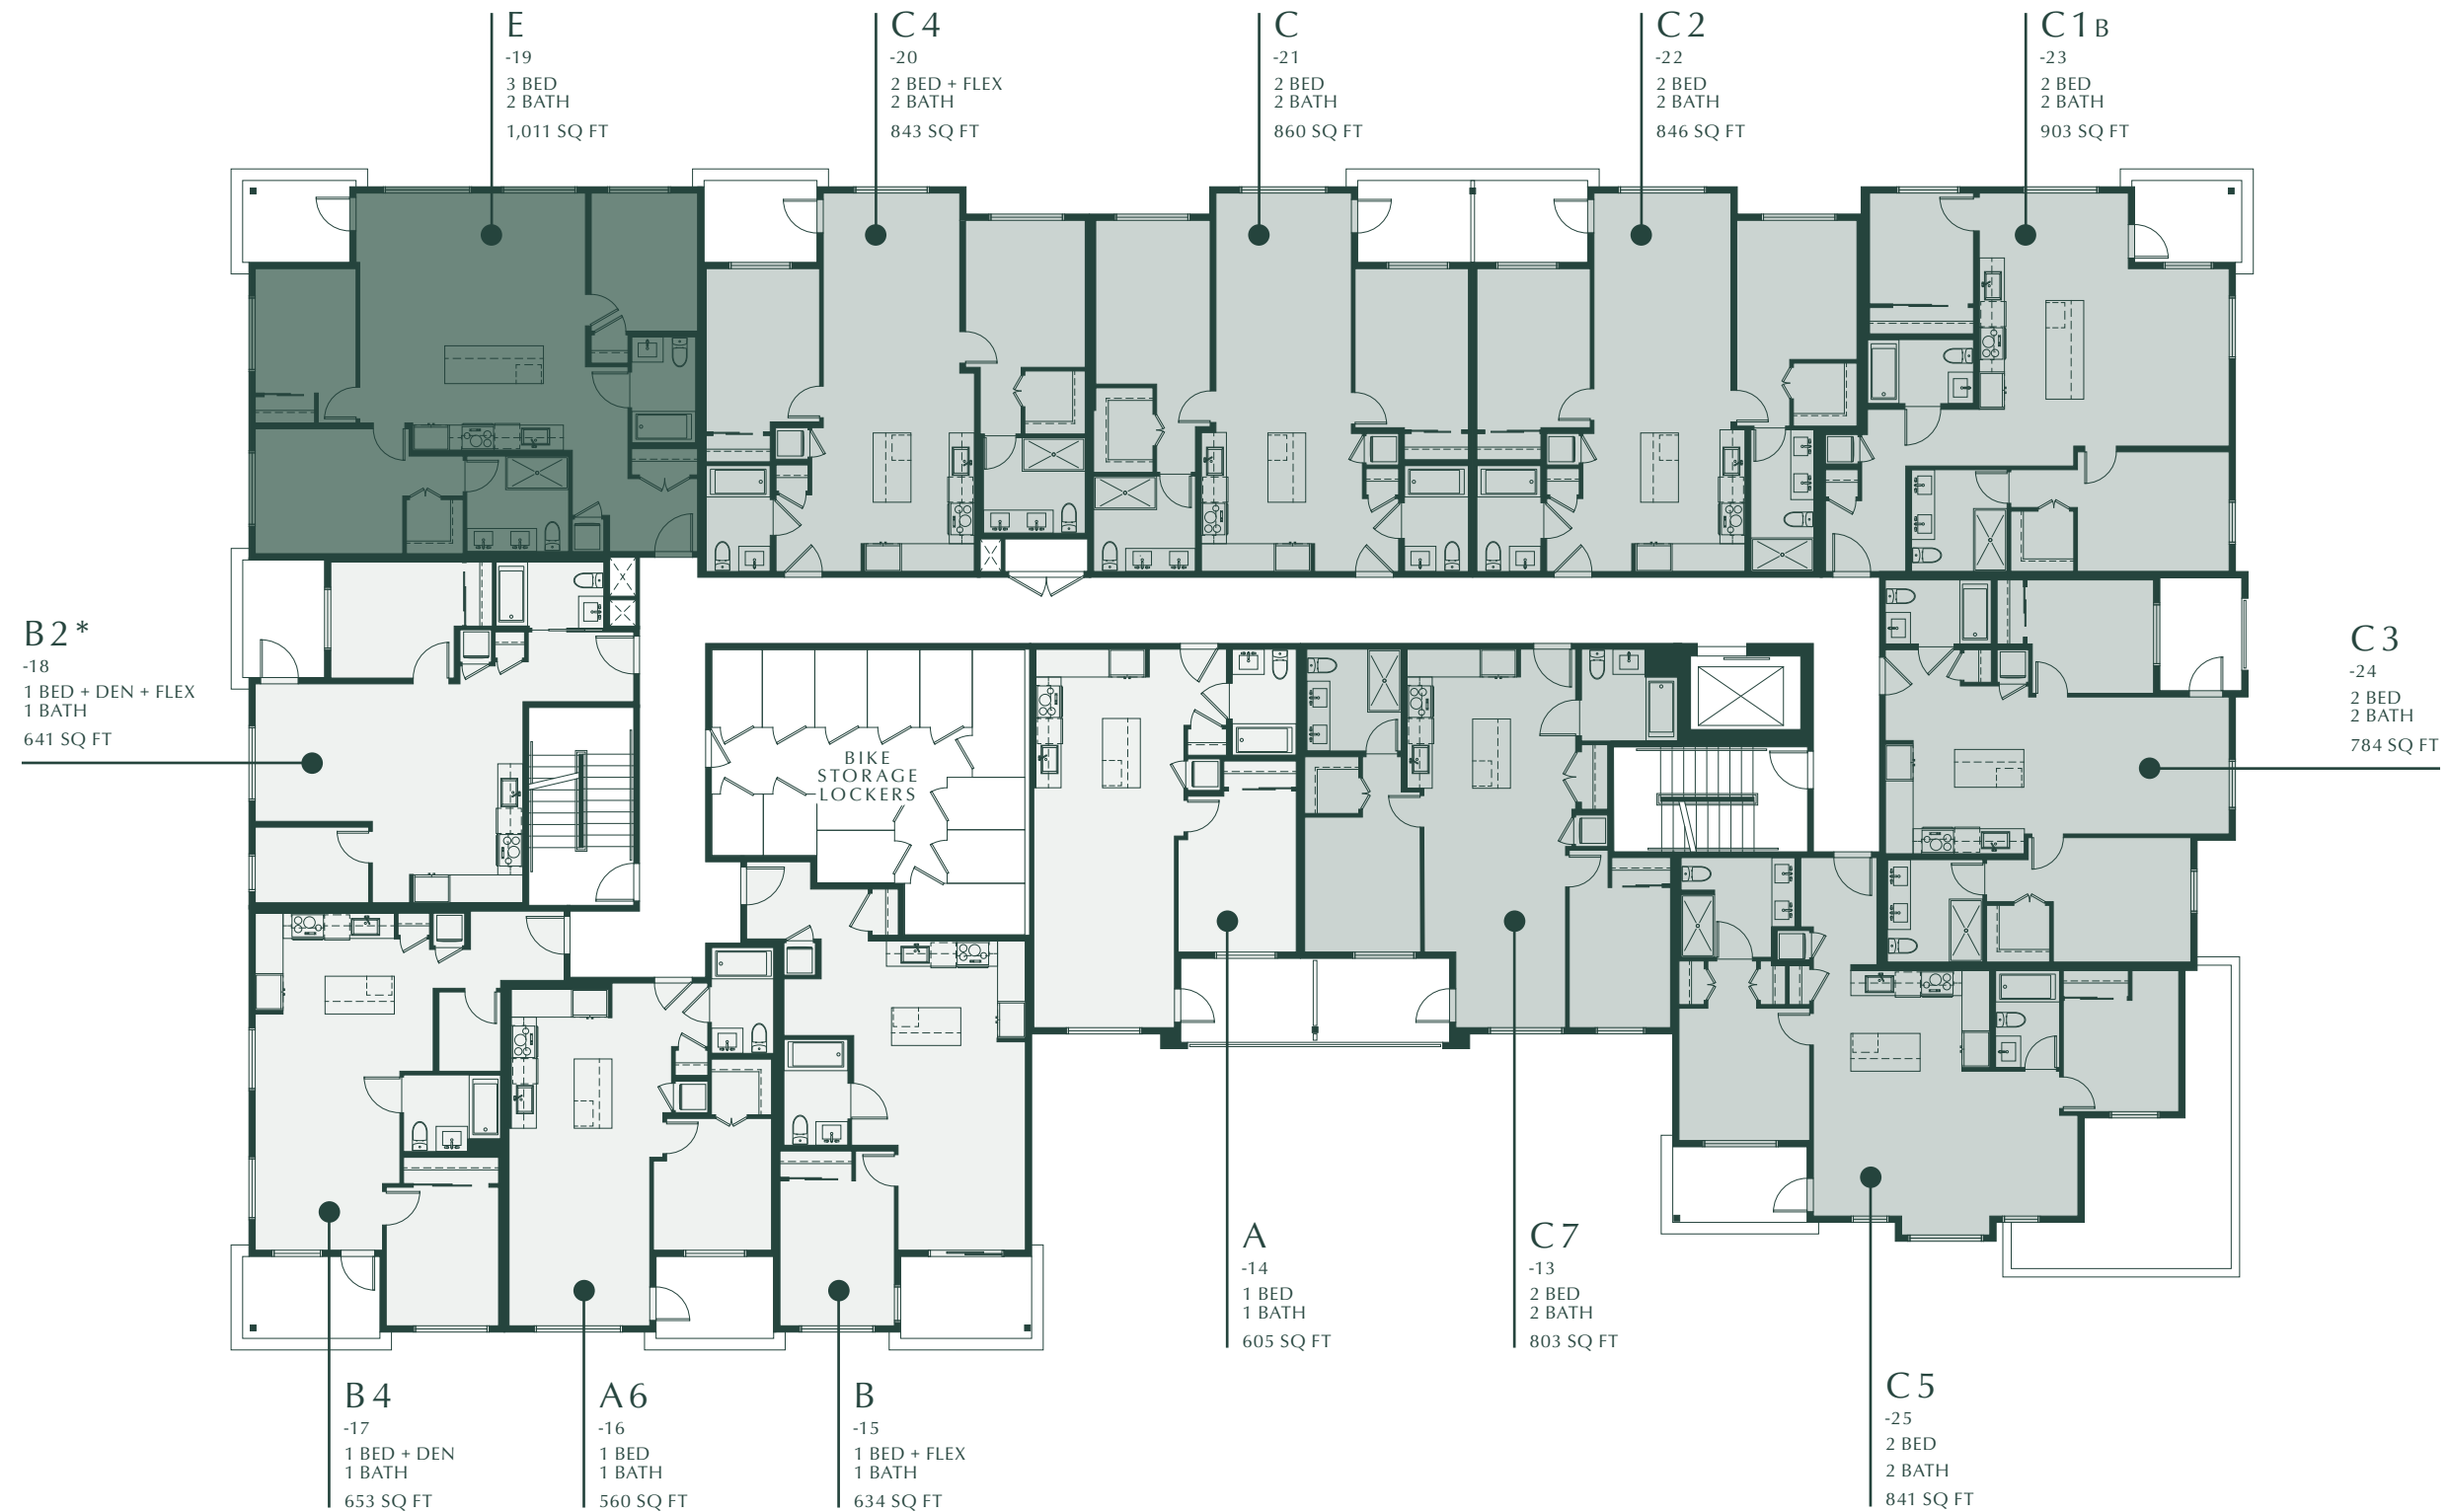 E
-19
3 BED
2 BATH
1,011 SQ FT
C4
-20
2 BED + FLEX
2 BATH
843 SQ FT
C
-21
2 BED
2 BATH
860 SQ FT
C2
-22
2 BED
2 BATH
846 SQ FT
C1B
-23
2 BED
2 BATH
903 SQ FT
B2*
-18
1 BED + DEN + FLEX
1 BATH
641 SQ FT
C3
-24
2 BED
2 BATH
784 SQ FT
BIKE
STORAGE
LOCKERS
A
-14
1 BED
1 BATH
605 SQ FT
C7
-13
2 BED
2 BATH
803 SQ FT
B4
-17
1 BED + DEN
1 BATH
653 SQ FT
A6
-16
1 BED
1 BATH
560 SQ FT
B
-15
1 BED + FLEX
1 BATH
634 SQ FT
C5
-25
2 BED
2 BATH
841 SQ FT